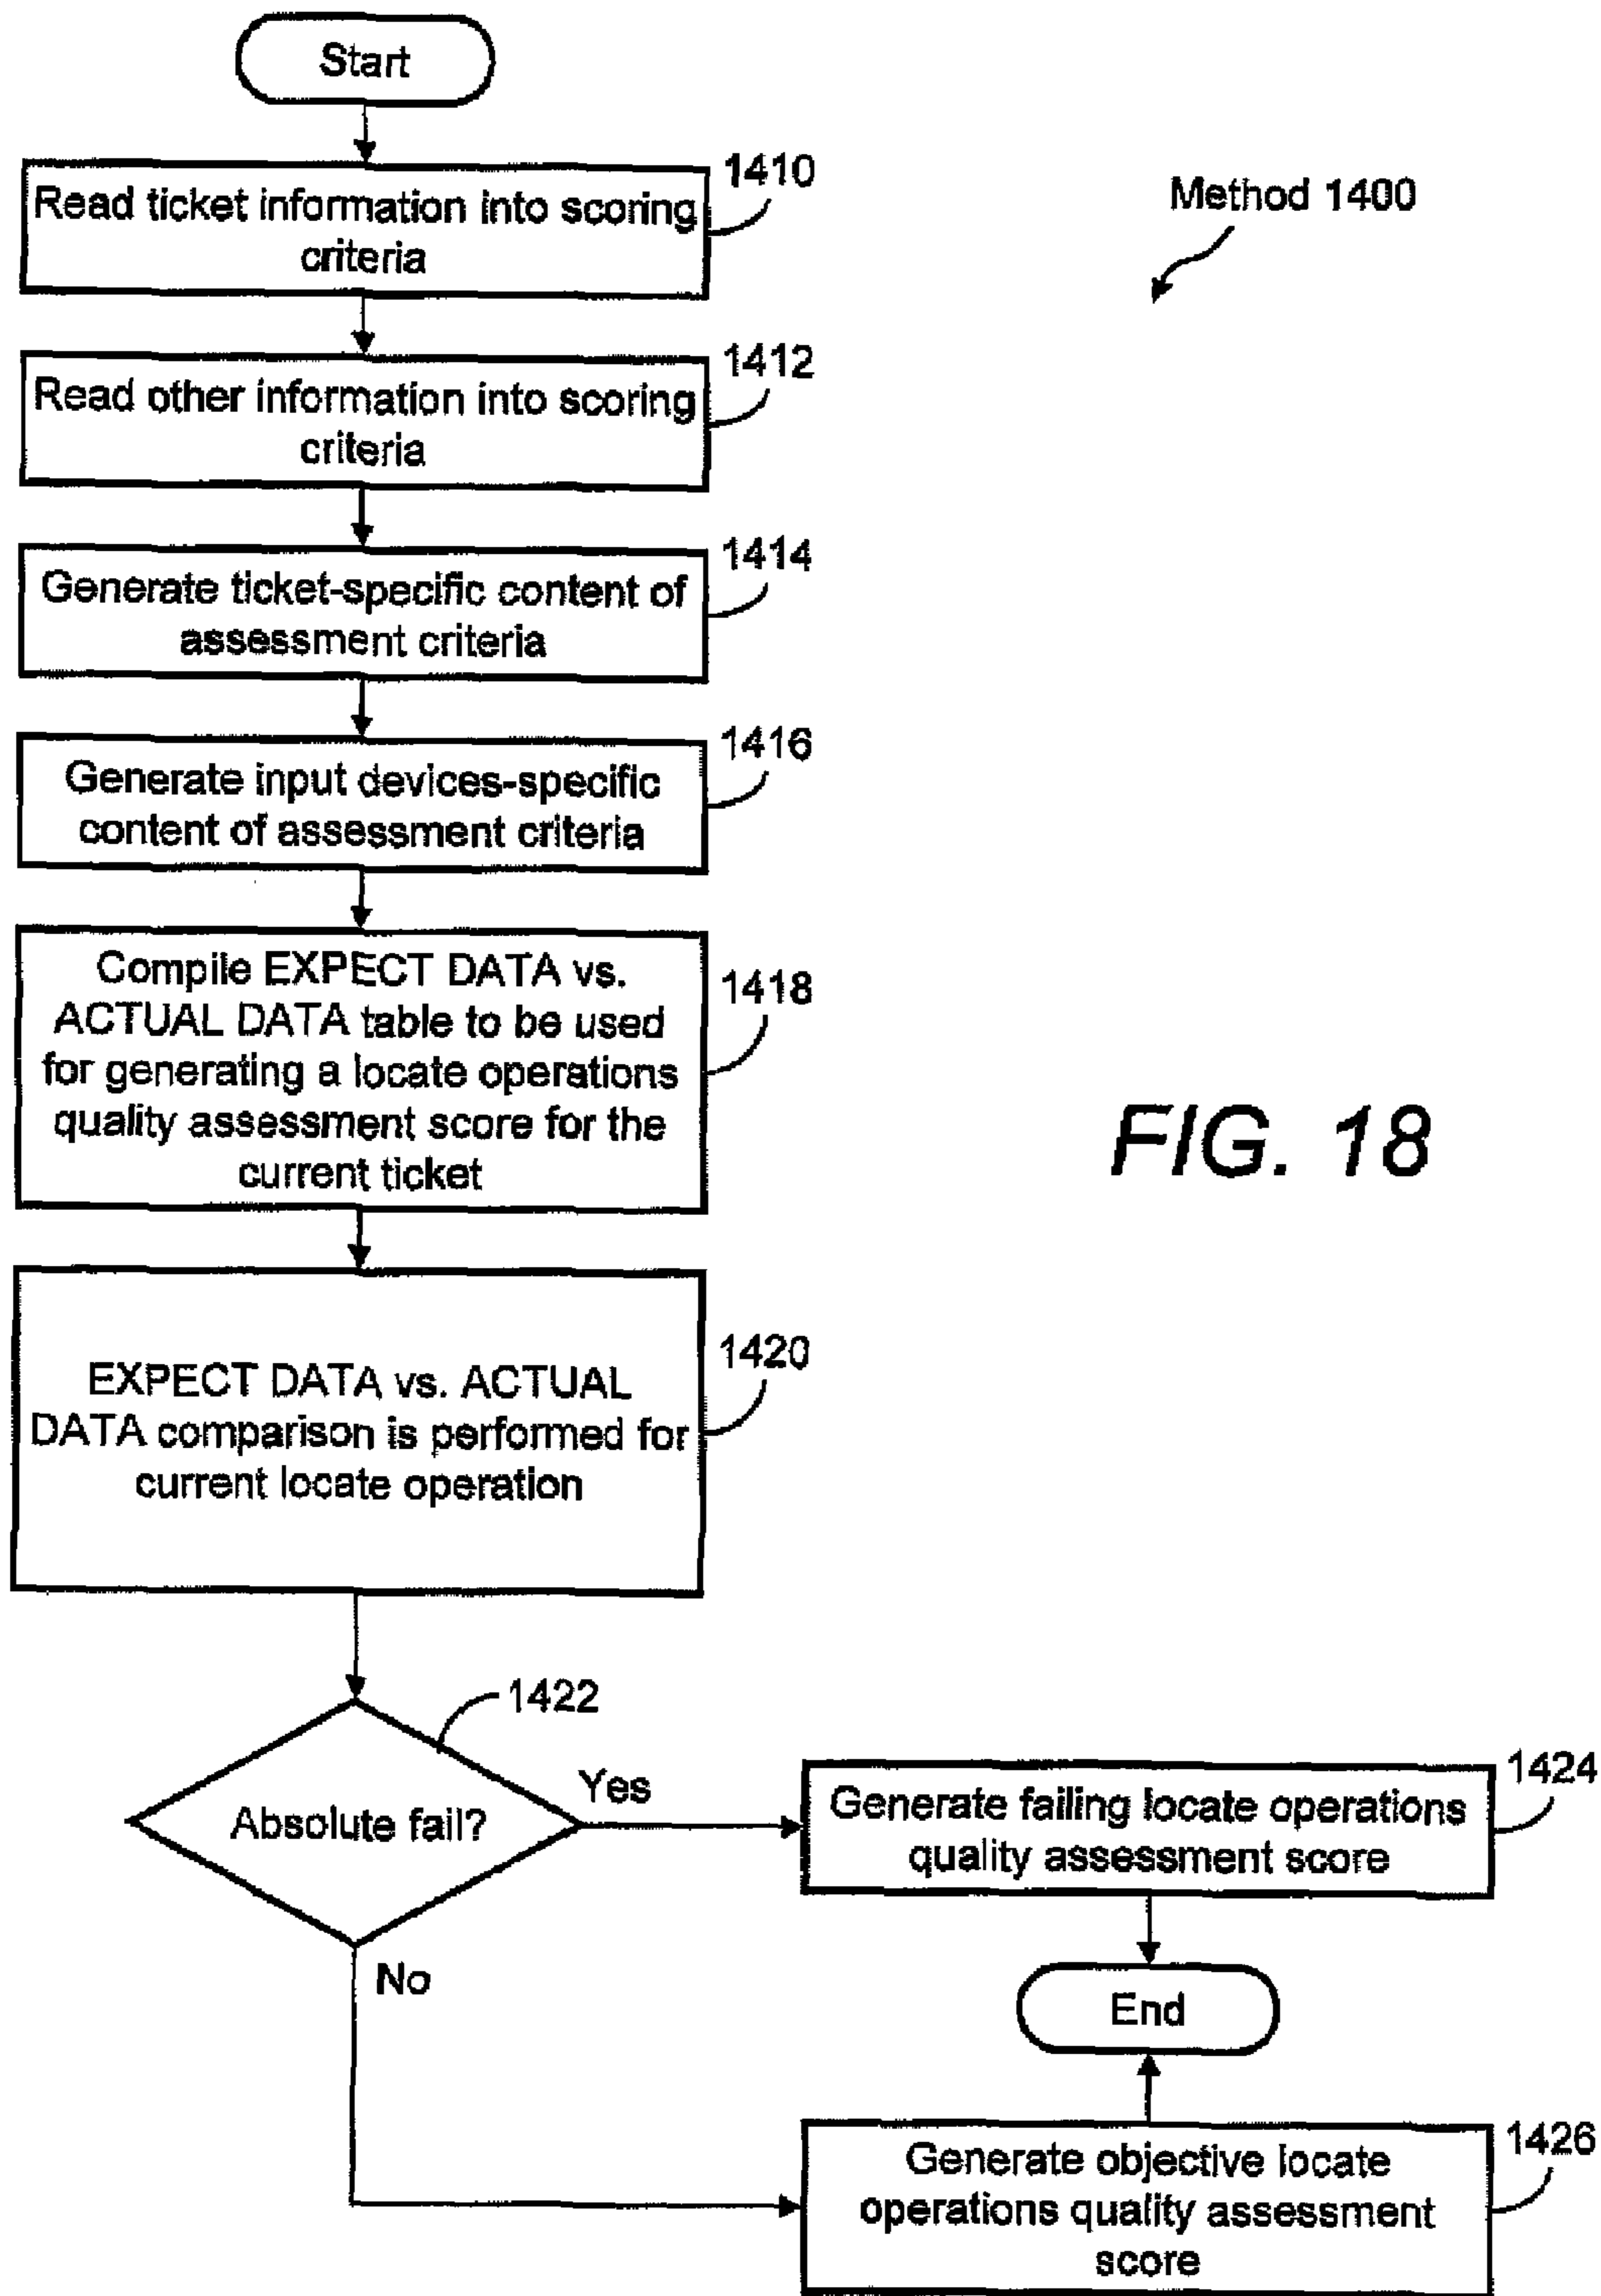 Start
1410
Read ticket information into scoring
criteria
Method 1400
1412
Read other information into scoring
criteria
1414
Generate ticket-specific content of
assessment criteria
1416
Generate input devices-specific
content of assessment criteria
1418
Compile EXPECT DATA vs.
ACTUAL DATA table to be used
for generating a locate operations
quality assessment score for the
current ticket
FIG. 18
1420
EXPECT DATA vs. ACTUAL
DATA comparison is performed for
current locate operation
1422
Absolute fail?
Yes
1424
Generate failing locate operations
quality assessment score
No
End
1426
Generate objective locate
operations quality assessment
score